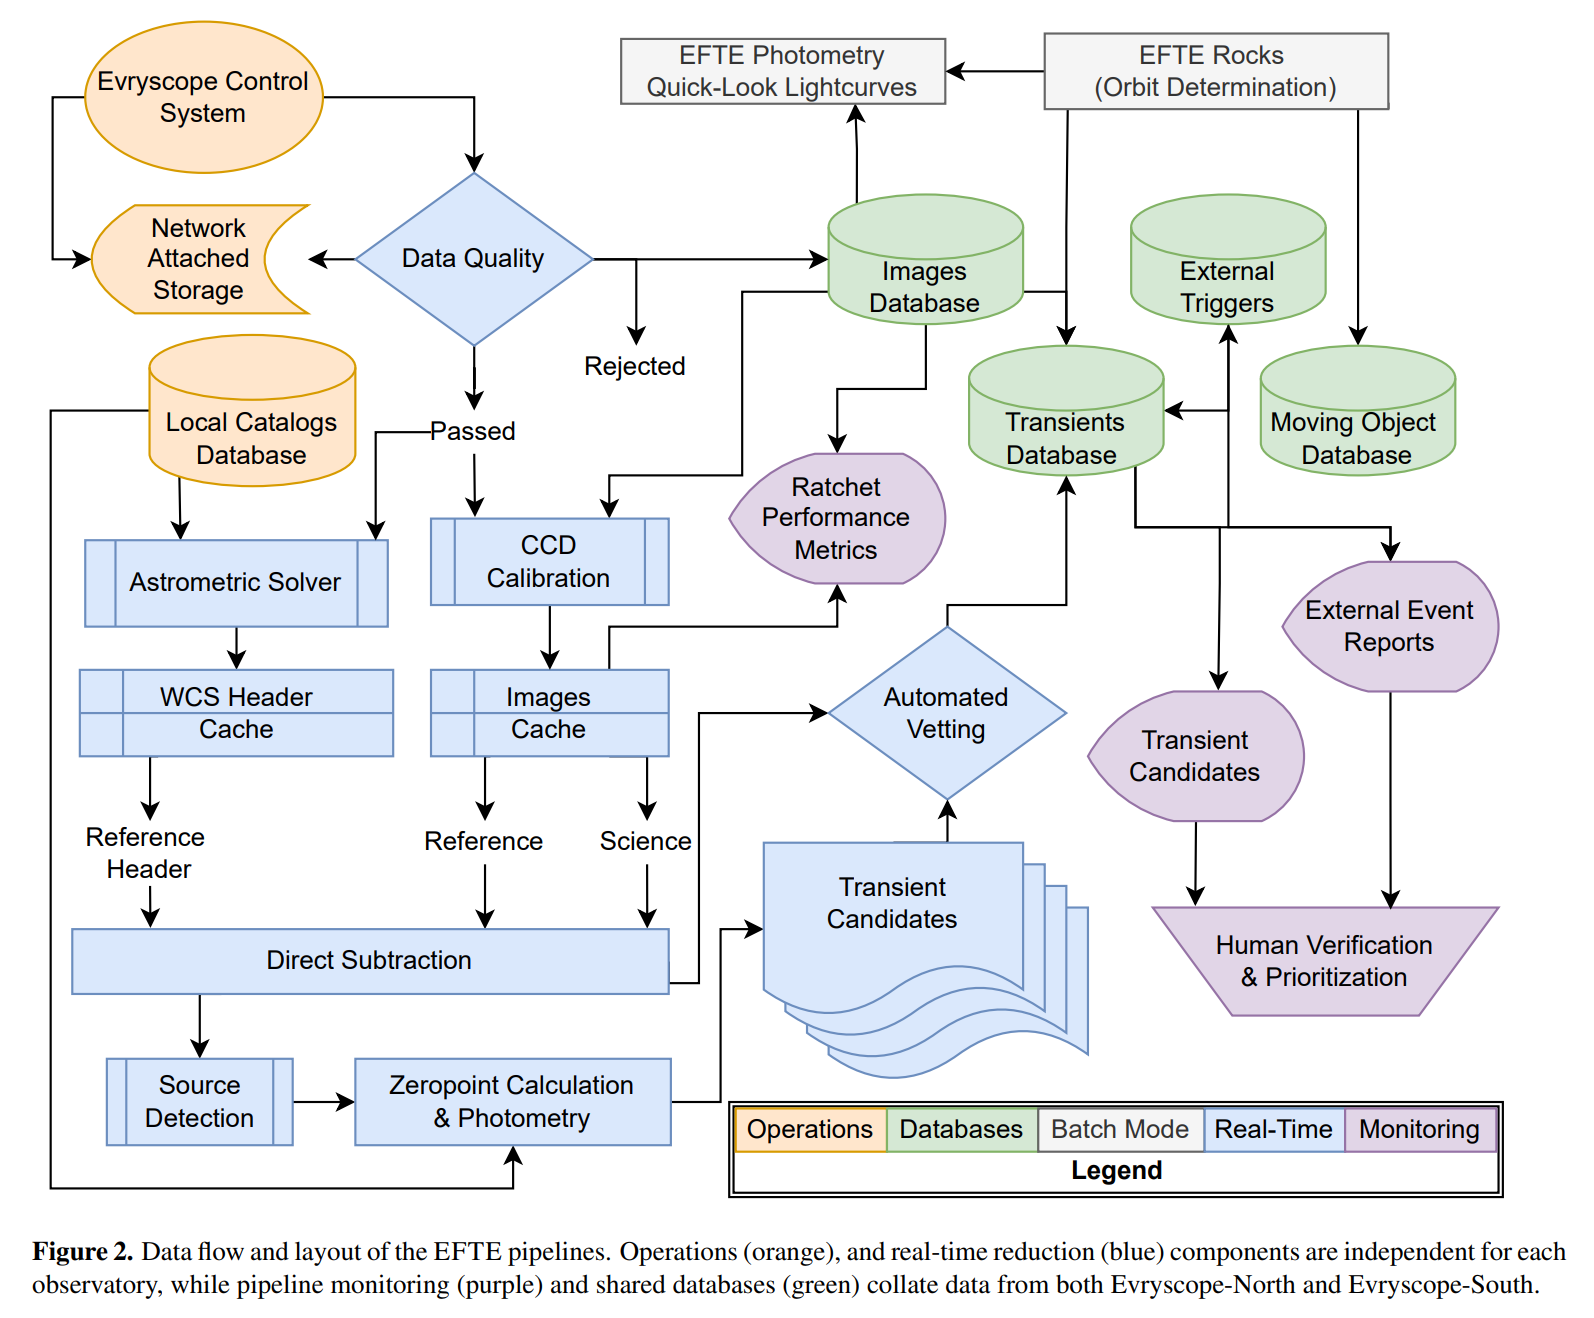 Evryscope Control
System
EFTE Photometry
Quick-Look Lightcurves
EFTE Rocks
(Orbit Determination)
Network
Attached
Storage
Data Quality
Images
Database
External
Triggers
Rejected
Local Catalogs
Database
Passed
Transients
Database
Moving Object
Database
Ratchet
Performance
Metrics
Astrometric Solver
CCD
Calibration
External Event
Reports
WCS Header
Cache
Images
Cache
Automated
Vetting
Transient
Candidates
Reference
Header
Reference
Science
Transient
Candidates
Direct Subtraction
Human Verification
& Prioritization
Source
Detection
Zeropoint Calculation
& Photometry
Operations
Databases
Batch Mode
Real-Time
Monitoring
Legend
Figure 2. Data flow and layout of the EFTE pipelines. Operations (orange), and real-time reduction (blue) components are independent for each
observatory, while pipeline monitoring (purple) and shared databases (green) collate data from both Evryscope-North and Evryscope-South.